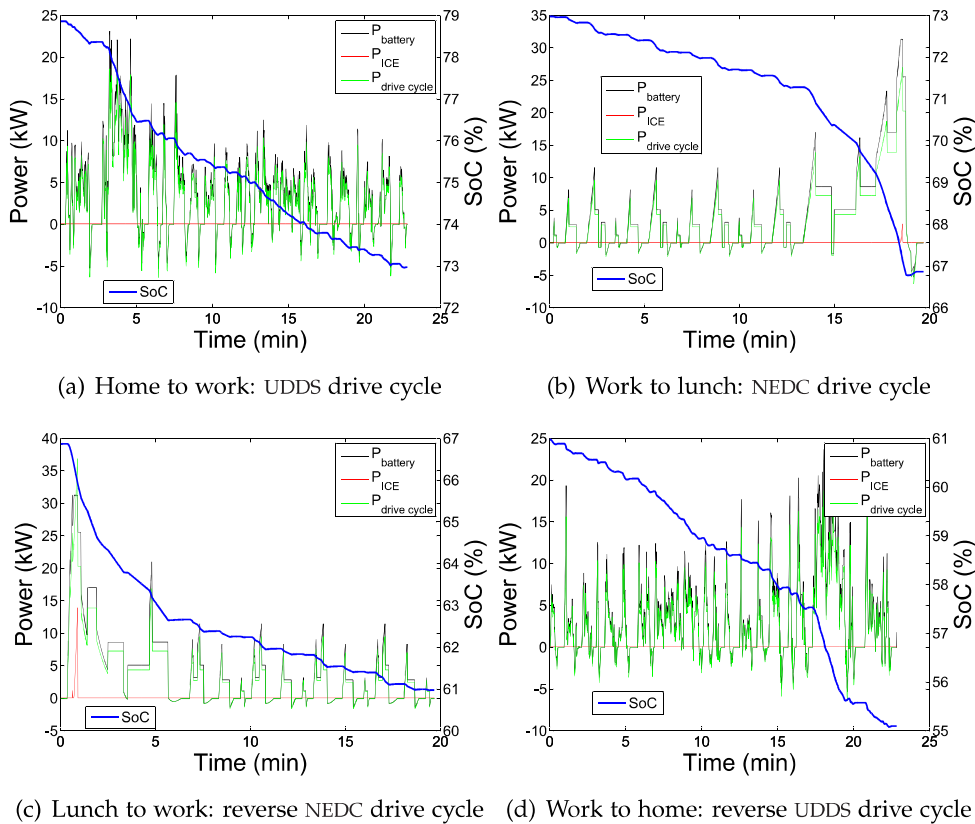 25
20
15
10
5
0
-5
-10
Power (kW)
79
78
77
76
75
74
73
72
SoC (%)
P battery
P ICE
P drive cycle
SoC
0 5 10 15 20 25
Time (min)
(a) Home to work: UDDS drive cycle
35
30
25
20
15
10
5
0
-5
-10
Power (kW)
73
72
71
70
69
68
67
66
SoC (%)
P battery
P ICE
P drive cycle
SoC
0 5 10 15 20
Time (min)
(b) Work to lunch: NEDC drive cycle
40
35
30
25
20
15
10
5
0
-5
Power (kW)
67
66
65
64
63
62
61
60
SoC (%)
P battery
P ICE
P drive cycle
SoC
0 5 10 15 20
Time (min)
(c) Lunch to work: reverse NEDC drive cycle
25
20
15
10
5
0
-5
-10
Power (kW)
61
60
59
58
57
56
55
SoC (%)
P battery
P ICE
P drive cycle
SoC
0 5 10 15 20 25
Time (min)
(d) Work to home: reverse UDDS drive cycle